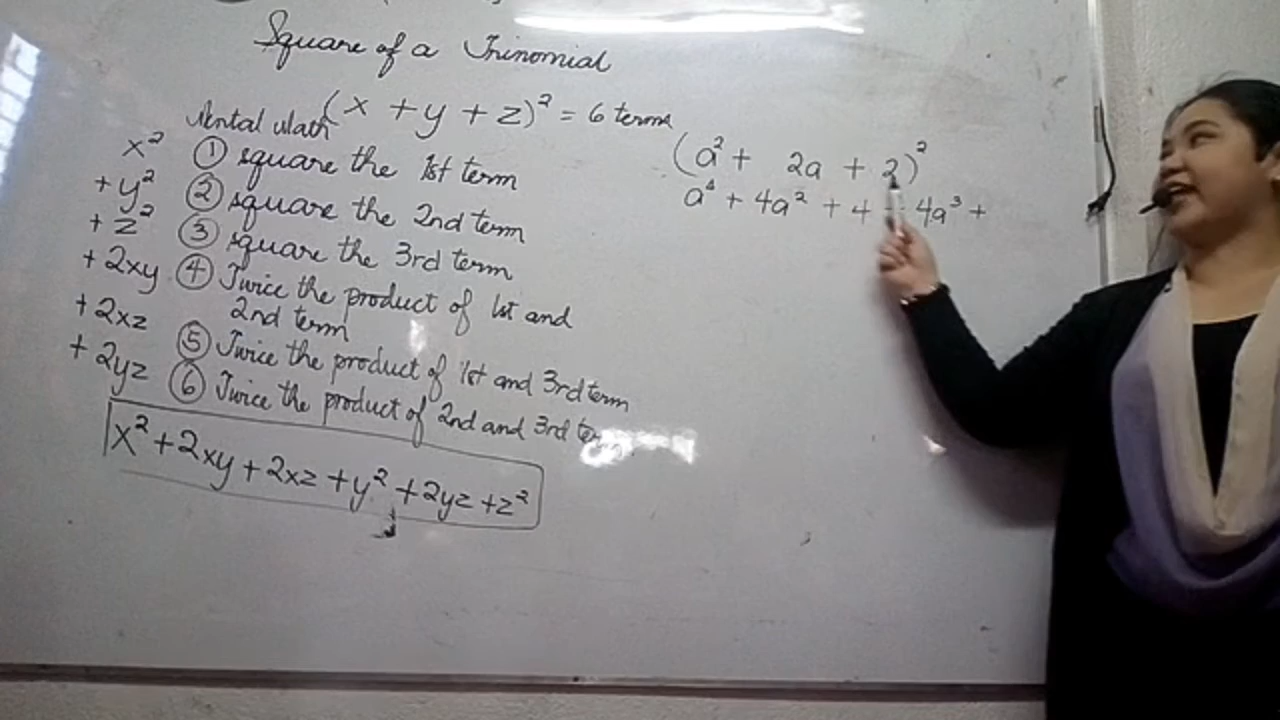 Square of a Trinomial
(x + y + z)² = 6 terms
Mental Math
x² ① square the 1st term
+ y² ② square the 2nd term
+ z² ③ square the 3rd term
+ 2xy ④ Twice the product of 1st and
2nd term
+ 2xz ⑤ Twice the product of 1st and 3rd term
+ 2yz ⑥ Twice the product of 2nd and 3rd
x² + 2xy + 2xz + y² + 2yz + z²
(a² + 2a + 2)²
a⁴ + 4a² + 4 + 4a³ +